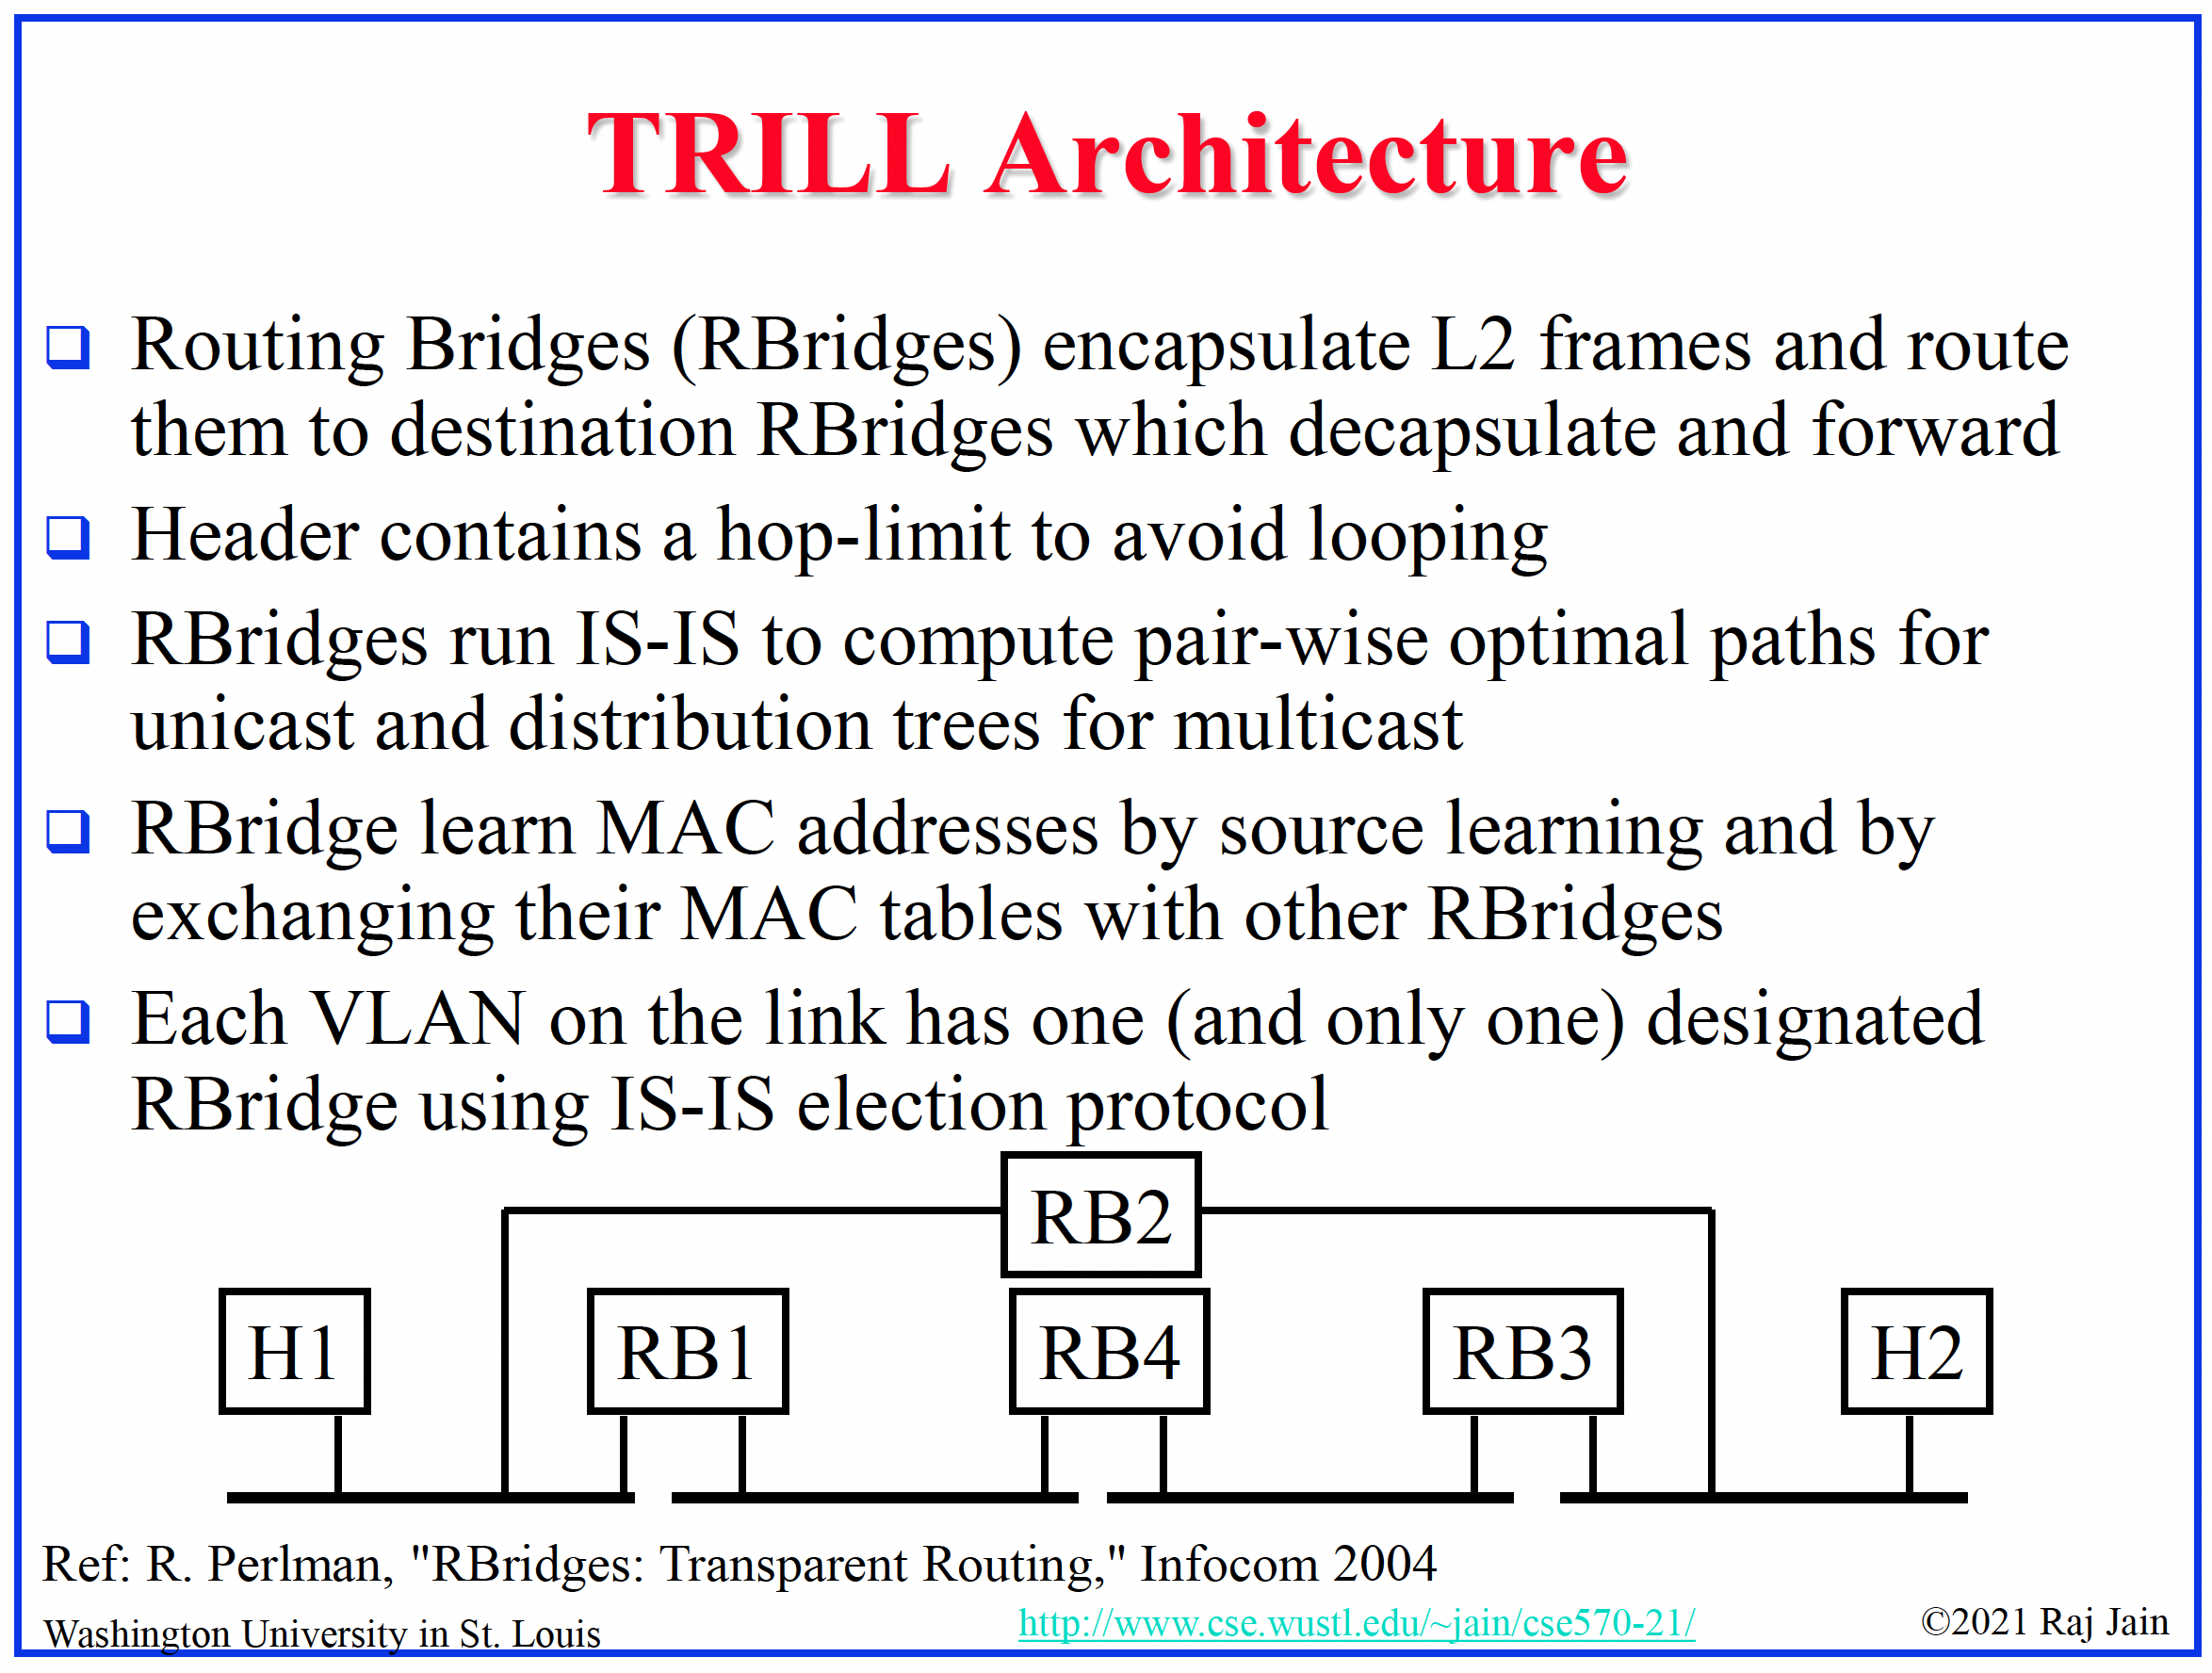 TRILL Architecture
Routing Bridges (RBridges) encapsulate L2 frames and route
them to destination RBridges which decapsulate and forward
Header contains a hop-limit to avoid looping
RBridges run IS-IS to compute pair-wise optimal paths for
unicast and distribution trees for multicast
RBridge learn MAC addresses by source learning and by
exchanging their MAC tables with other RBridges
Each VLAN on the link has one (and only one) designated
RBridge using IS-IS election protocol
RB2
H1
RB1
RB4
RB3
H2
Ref: R. Perlman, "RBridges: Transparent Routing," Infocom 2004
Washington University in St. Louis
http://www.cse.wustl.edu/~jain/cse570-21/
©2021 Raj Jain